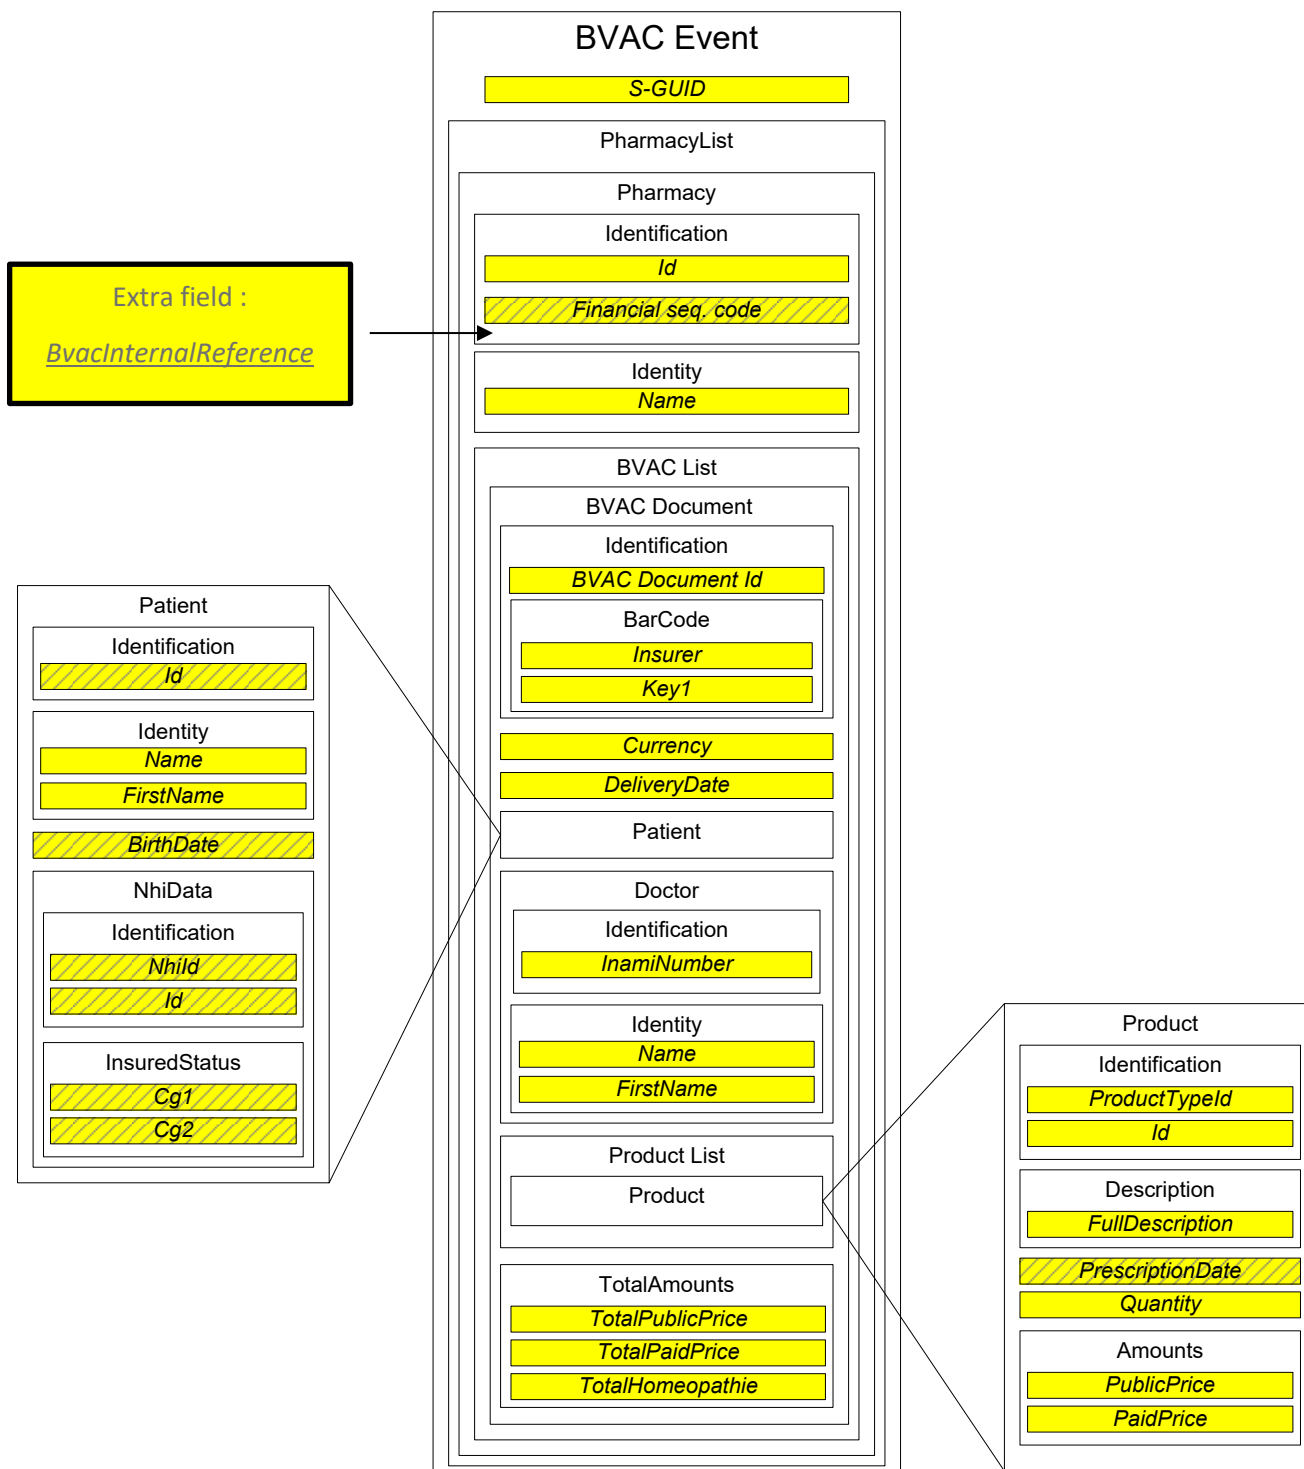 BVAC Event
S-GUID
PharmacyList
Pharmacy
Identification
Id
Financial seq. code
Extra field :
BvacInternalReference
Identity
Name
BVAC List
BVAC Document
Identification
BVAC Document Id
BarCode
Insurer
Key1
Currency
DeliveryDate
Patient
Doctor
Identification
InamiNumber
Identity
Name
FirstName
Product List
Product
TotalAmounts
TotalPublicPrice
TotalPaidPrice
TotalHomeopathie
Patient
Identification
Id
Identity
Name
FirstName
BirthDate
NhiData
Identification
NhiId
Id
InsuredStatus
Cg1
Cg2
Product
Identification
ProductTypeId
Id
Description
FullDescription
PrescriptionDate
Quantity
Amounts
PublicPrice
PaidPrice